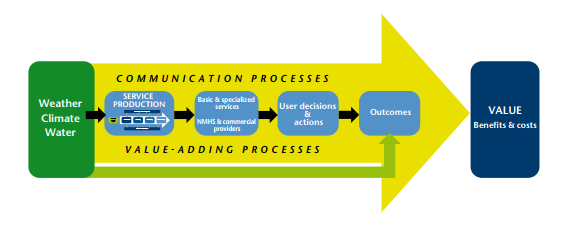 COMMUNICATION PROCESSES
Weather
Climate
Water
SERVICE
PRODUCTION
Basic & specialized
services
NMHS & commercial
providers
User decisions
&
actions
Outcomes
VALUE
Benefits & costs
VALUE-ADDING PROCESSES